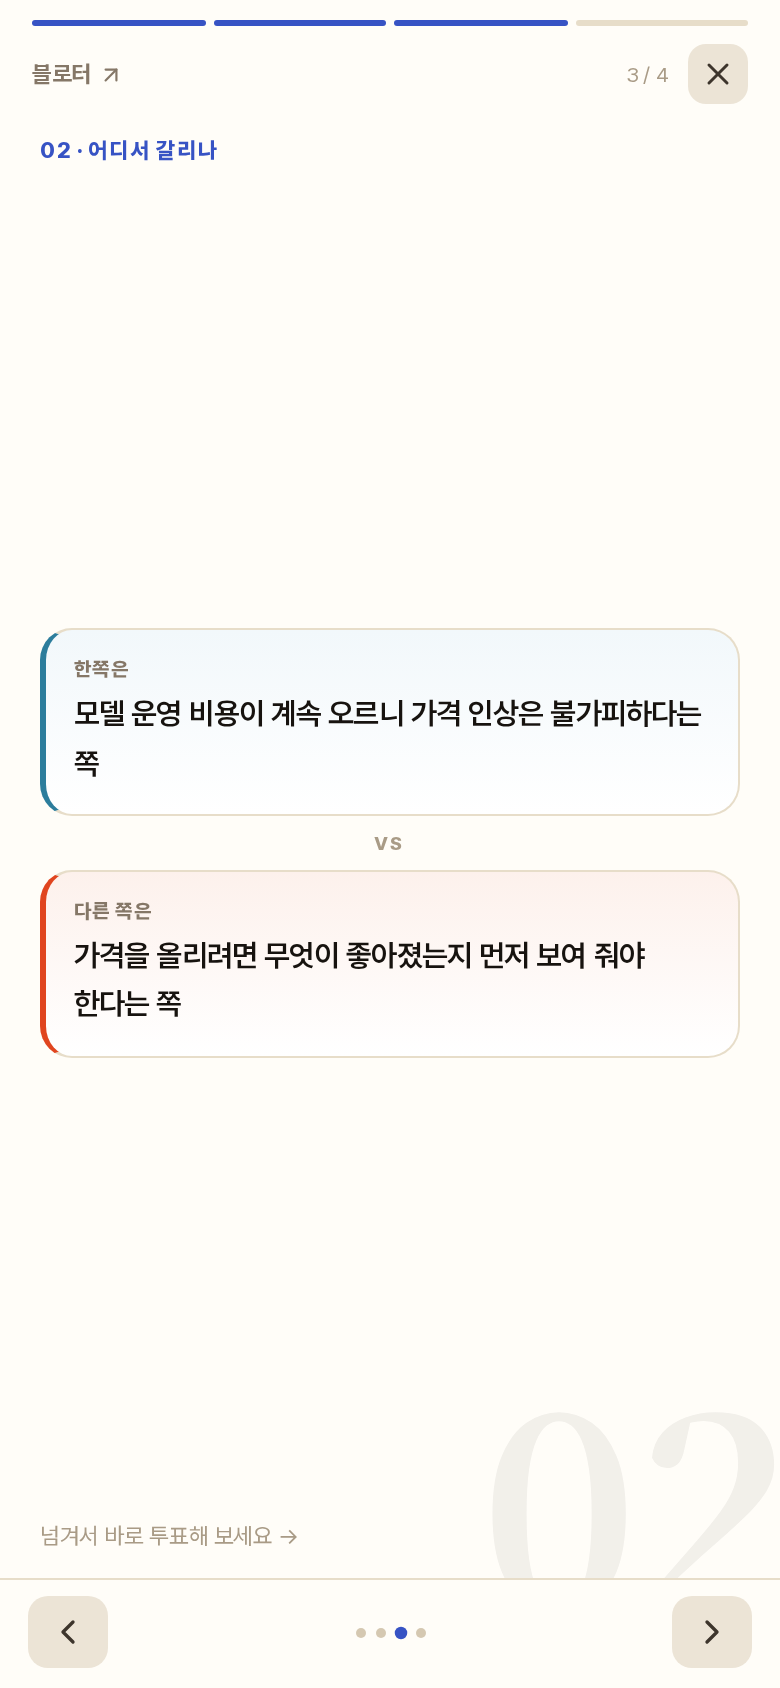 블로터 ↗
3 / 4
02 · 어디서 갈리나
한쪽은
모델 운영 비용이 계속 오르니 가격 인상은 불가피하다는
쪽
VS
다른 쪽은
가격을 올리려면 무엇이 좋아졌는지 먼저 보여 줘야
한다는 쪽
02
넘겨서 바로 투표해 보세요 →